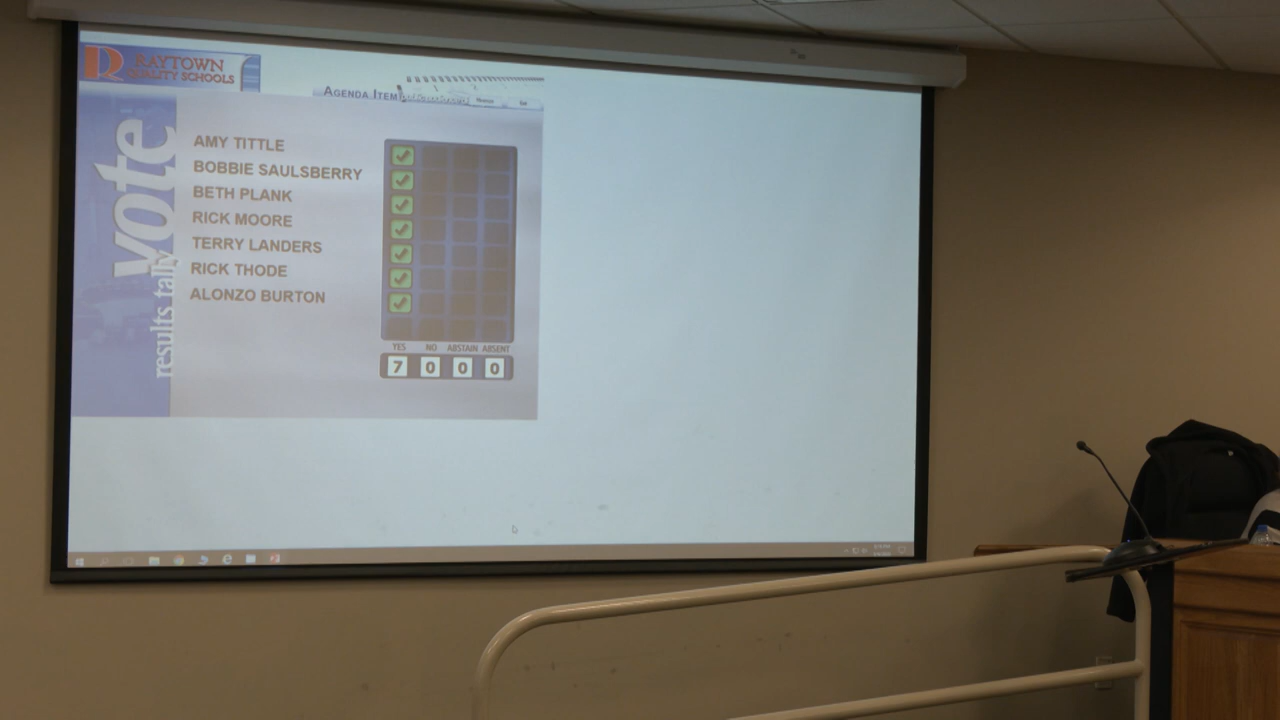 RAYTOWN
QUALITY SCHOOLS
AGENDA ITEM
vote
results tally
AMY TITTLE
BOBBIE SAULSBERRY
BETH PLANK
RICK MOORE
TERRY LANDERS
RICK THODE
ALONZO BURTON
YES NO ABSTAIN ABSENT
7 0 0 0